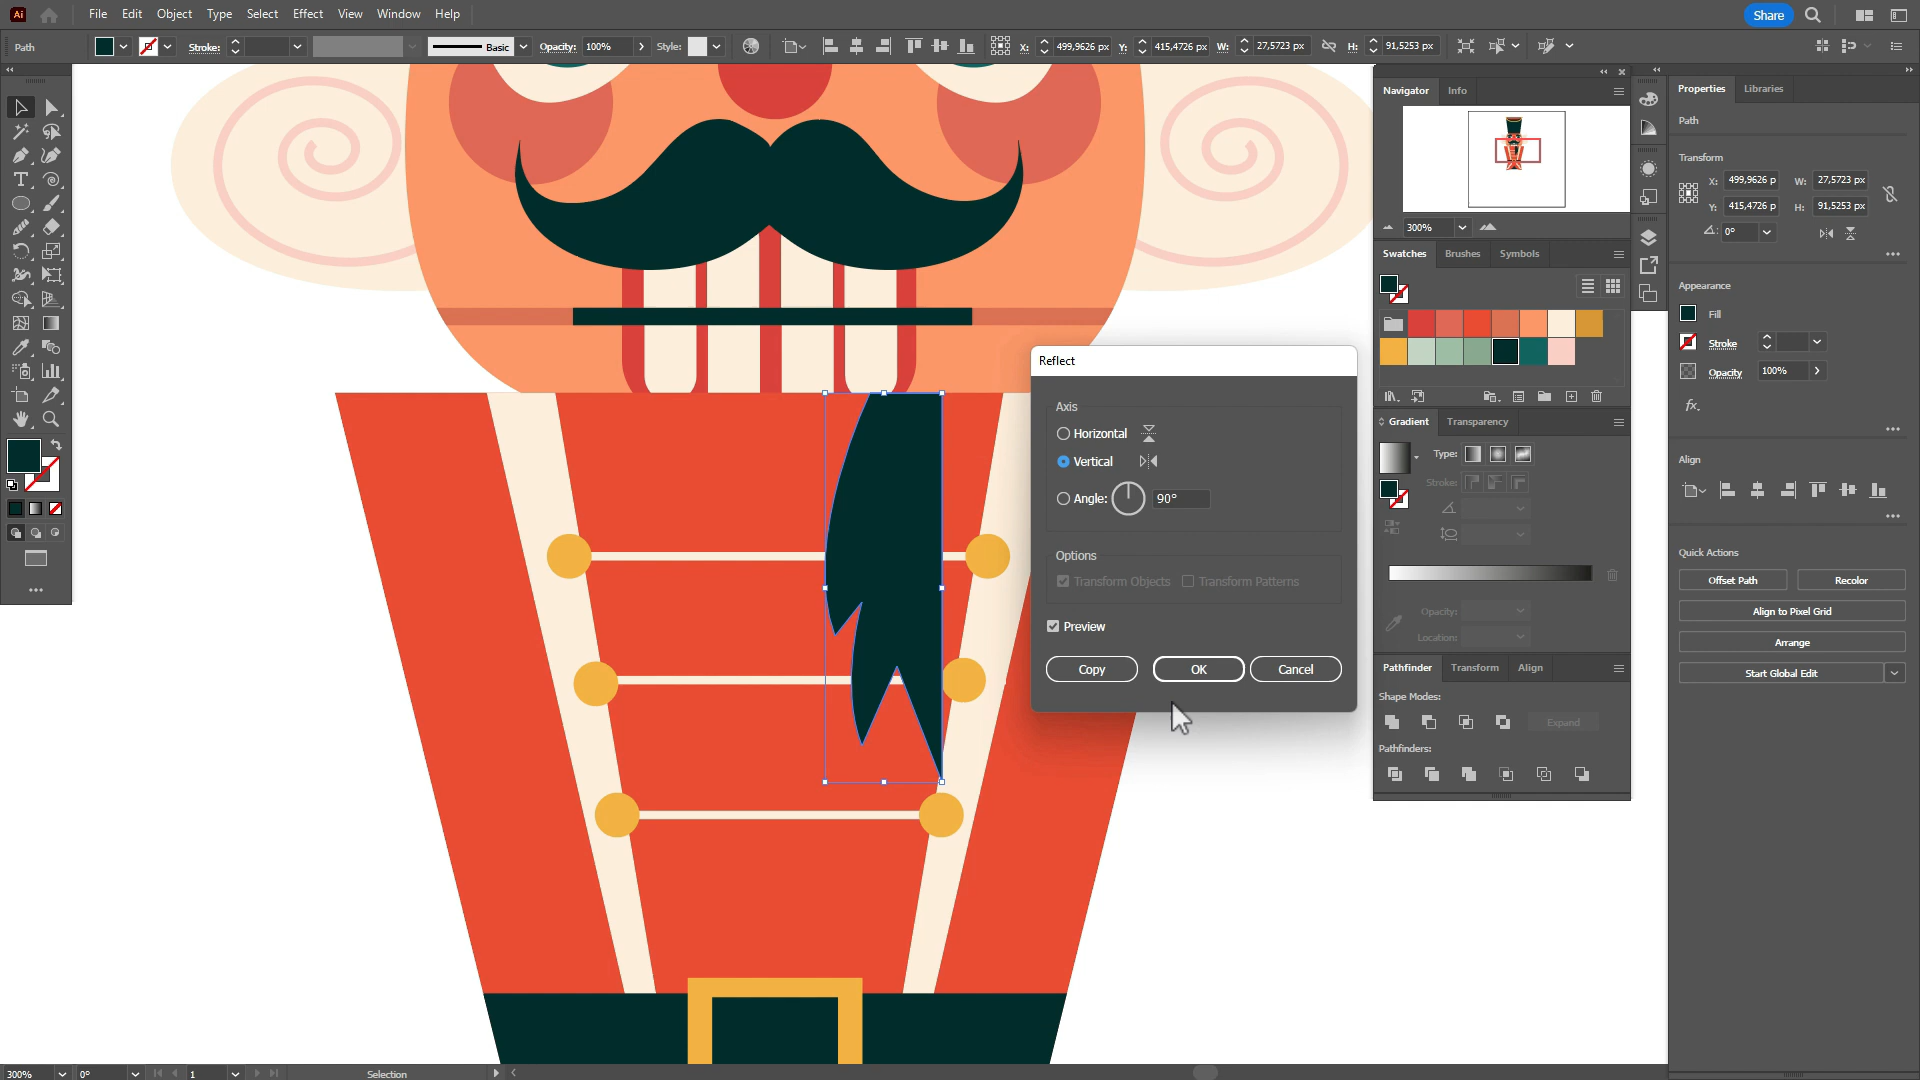 Ai File Edit Object Type Select Effect View Window Help Share
Path Stroke: Basic Opacity: 100% Style: X: 499,9626 px Y: 415,4726 px W: 27,5723 px H: 91,5253 px
Navigator Info
300%
Swatches Brushes Symbols
Gradient Transparency
Type:
Stroke:
Opacity:
Location:
Pathfinder Transform Align
Shape Modes:
Expand
Pathfinders:
Properties Libraries
Path
Transform
X: 499,9626 p W: 27,5723 px
Y: 415,4726 p H: 91,5253 px
0°
Appearance
Fill
Stroke
Opacity 100%
fx.
Align
Quick Actions
Offset Path Recolor
Align to Pixel Grid
Arrange
Start Global Edit
Reflect
Axis
Horizontal
Vertical
Angle: 90°
Options
Transform Objects Transform Patterns
Preview
Copy OK Cancel
300% 0° 1 Selection